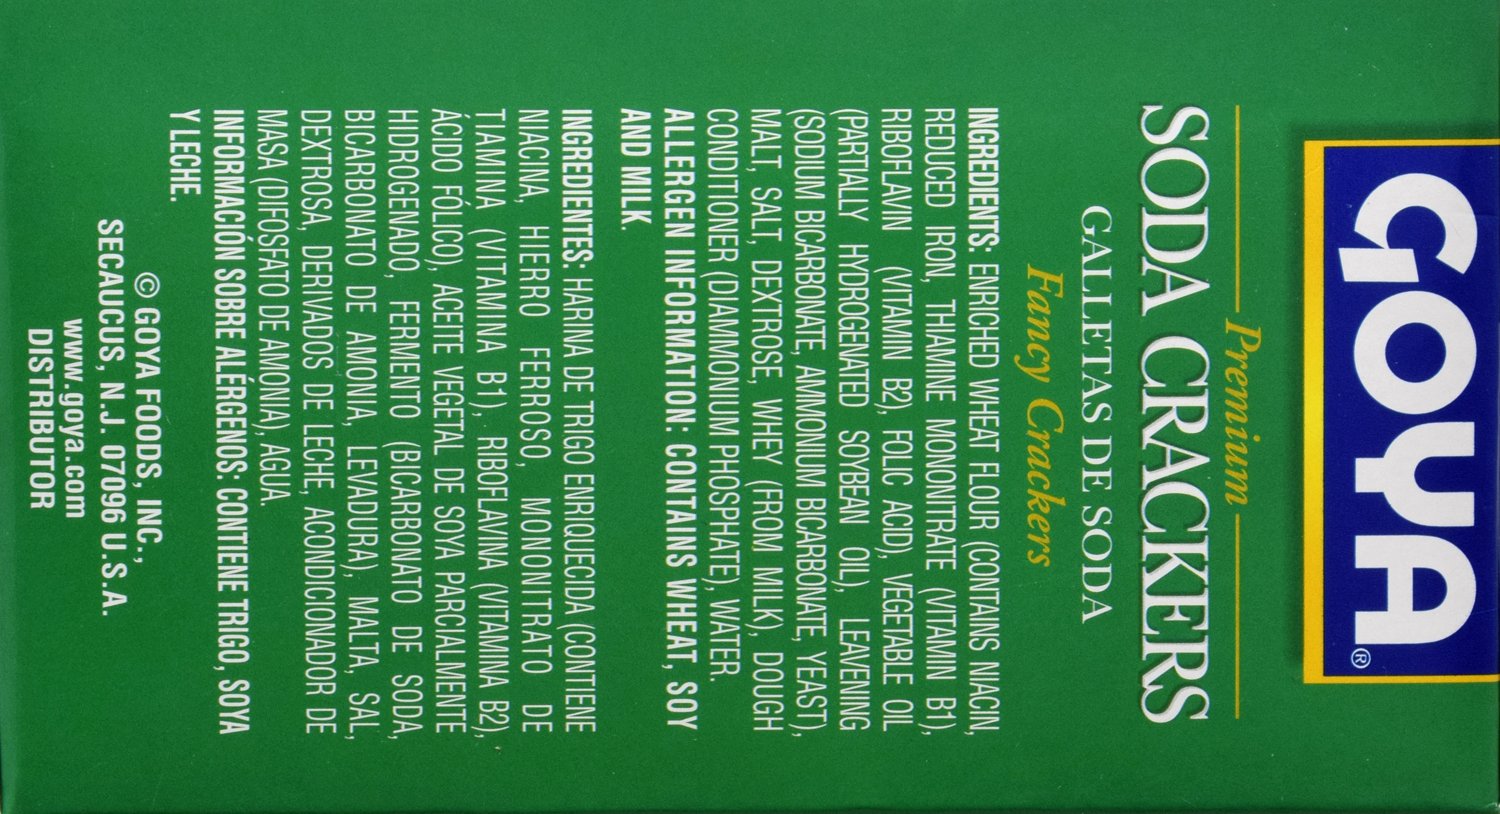 GOYA®
Premium
SODA CRACKERS
GALLETAS DE SODA
Fancy Crackers
INGREDIENTS: ENRICHED WHEAT FLOUR (CONTAINS NIACIN,
REDUCED IRON, THIAMINE MONONITRATE (VITAMIN B1),
RIBOFLAVIN (VITAMIN B2), FOLIC ACID), VEGETABLE OIL
(PARTIALLY HYDROGENATED SOYBEAN OIL), LEAVENING
(SODIUM BICARBONATE, AMMONIUM BICARBONATE, YEAST),
MALT, SALT, DEXTROSE, WHEY (FROM MILK), DOUGH
CONDITIONER (DIAMMONIUM PHOSPHATE), WATER.
ALLERGEN INFORMATION: CONTAINS WHEAT, SOY
AND MILK.
INGREDIENTES: HARINA DE TRIGO ENRIQUECIDA (CONTIENE
NIACINA, HIERRO FERROSO, MONONITRATO DE
TIAMINA (VITAMINA B1), RIBOFLAVINA (VITAMINA B2),
ÁCIDO FÓLICO), ACEITE VEGETAL DE SOYA PARCIALMENTE
HIDROGENADO, FERMENTO (BICARBONATO DE SODA,
BICARBONATO DE AMONIA, LEVADURA), MALTA, SAL,
DEXTROSA, DERIVADOS DE LECHE, ACONDICIONADOR DE
MASA (DIFOSFATO DE AMONIA), AGUA.
INFORMACIÓN SOBRE ALÉRGENOS: CONTIENE TRIGO, SOYA
Y LECHE.
© GOYA FOODS, INC.,
SECAUCUS, N.J. 07096 U.S.A.
www.goya.com
DISTRIBUTOR